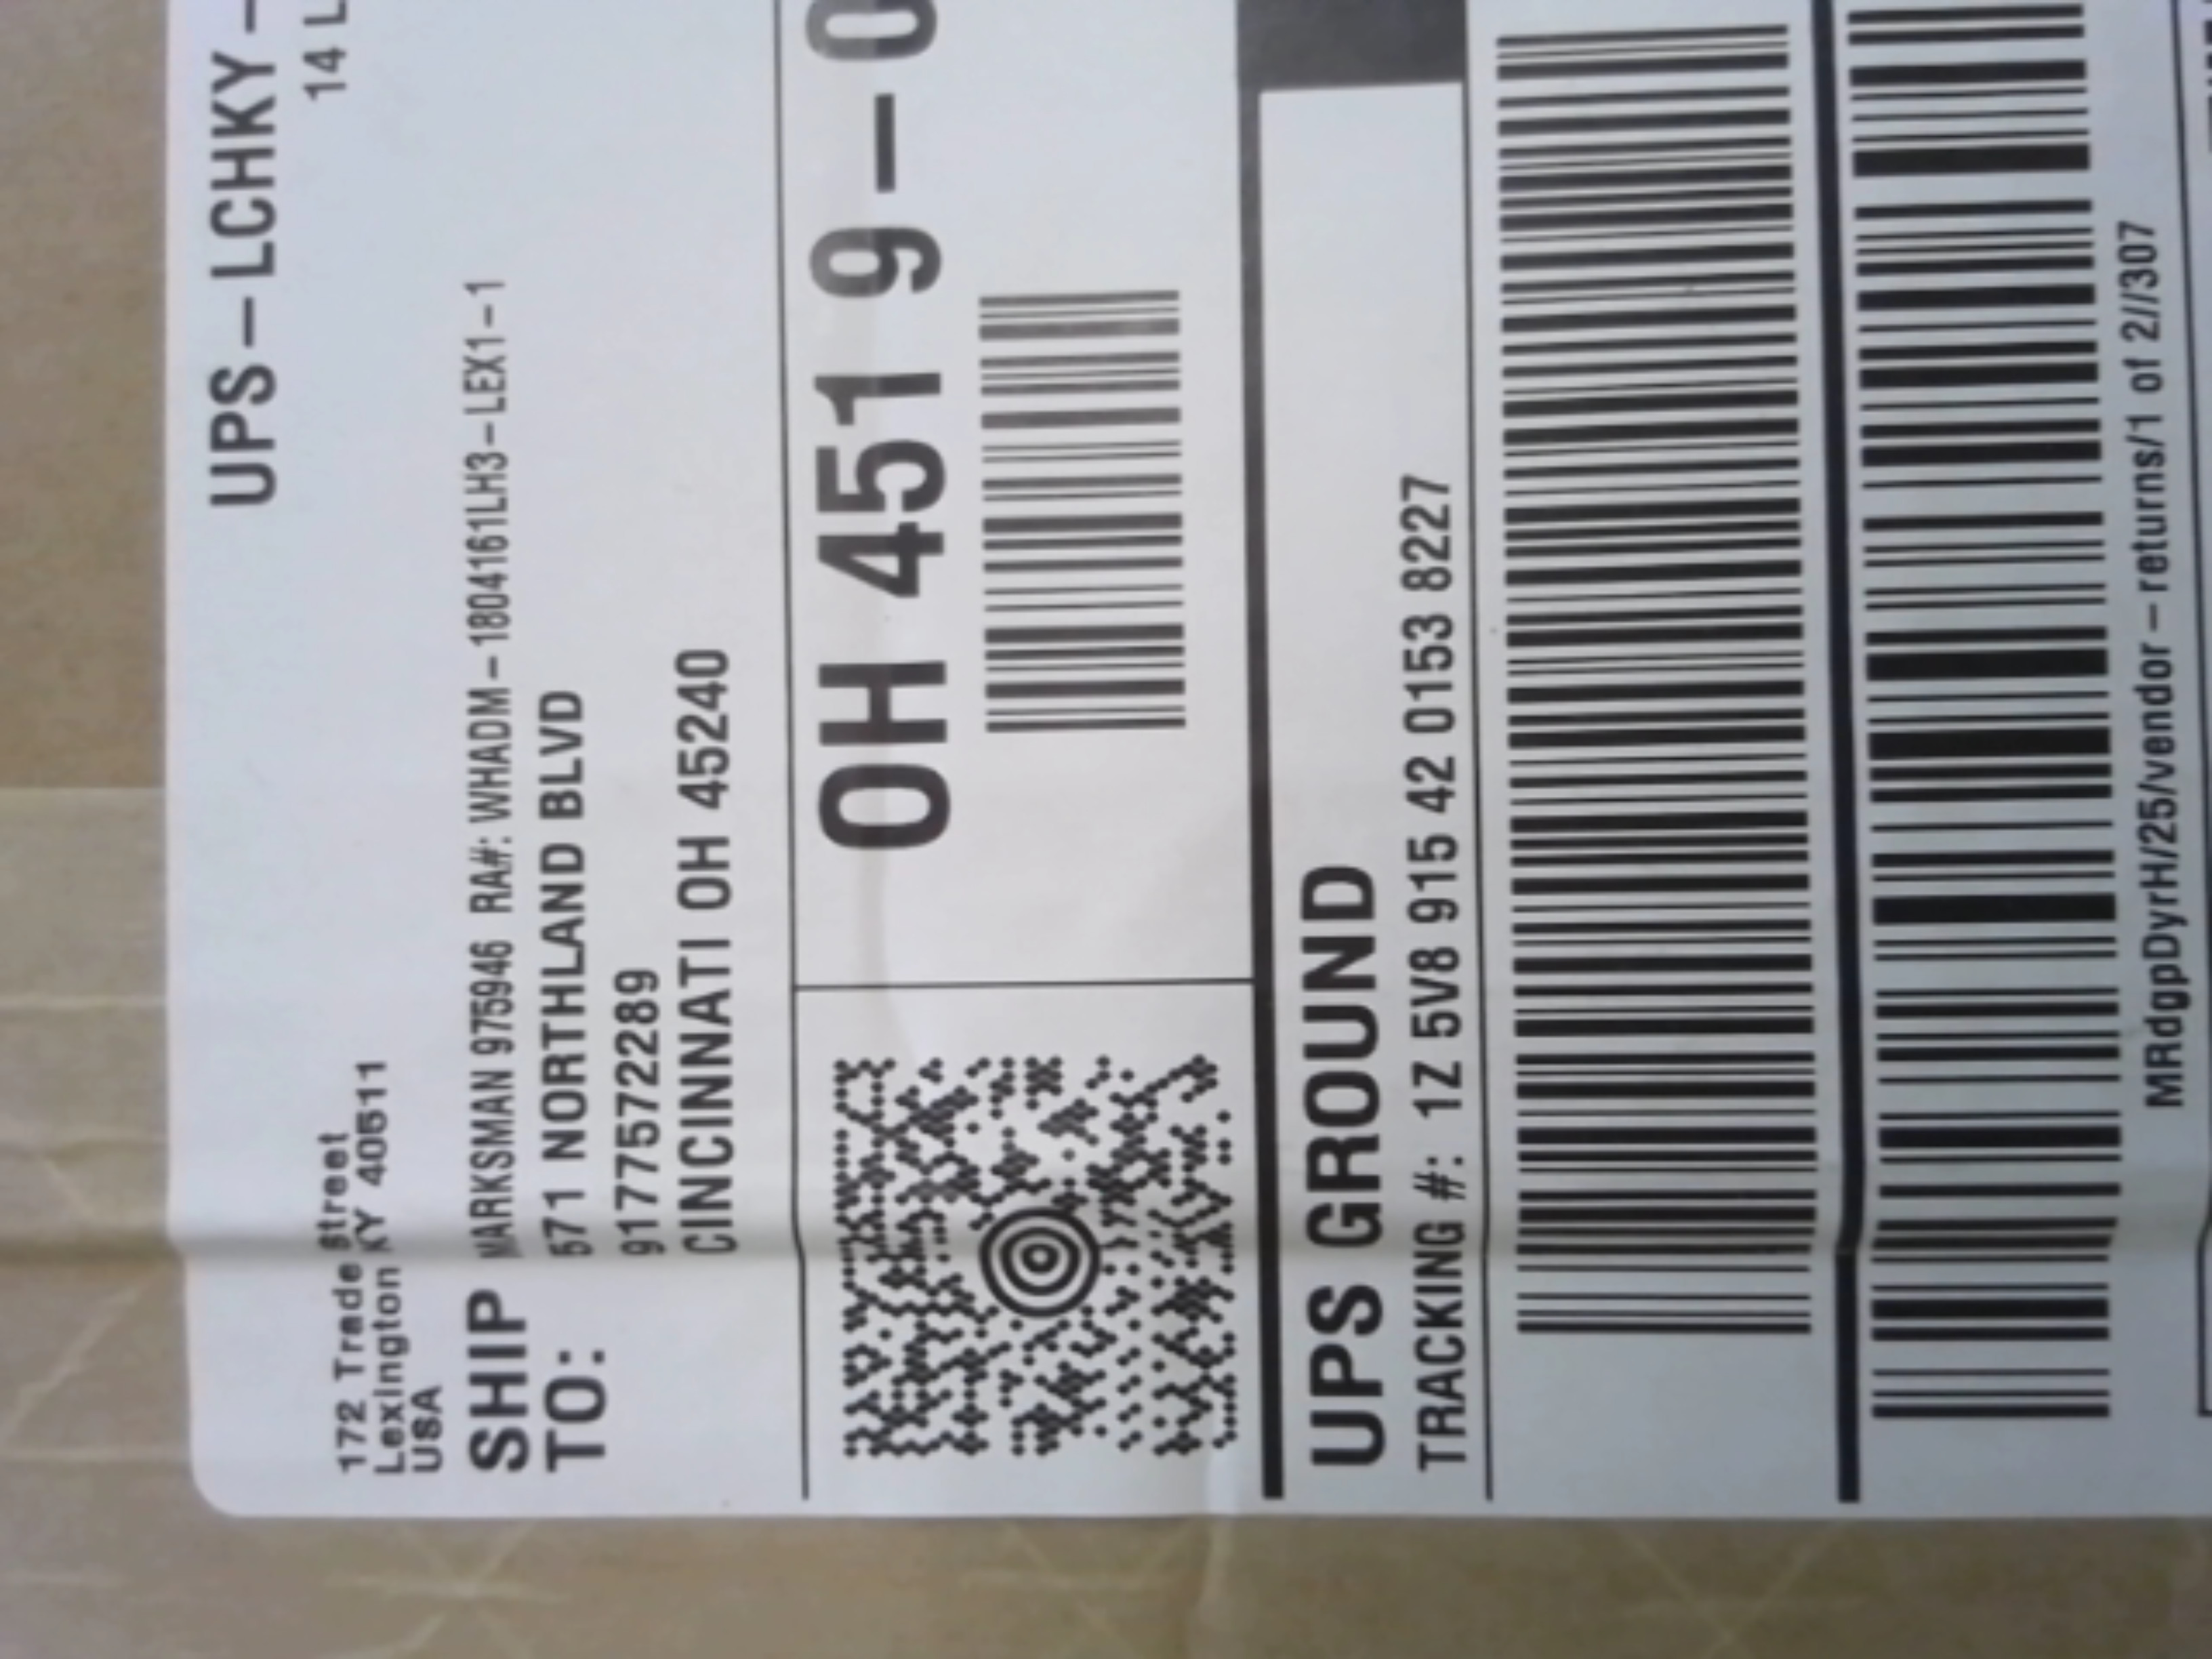 UPS-LCHKY-
14 L
172 Trade Street
Lexington KY 40511
USA
SHIP TO:
MARKSMAN 975946 RA#: WHADM-1804161LH3-LEX1-1
571 NORTHLAND BLVD
9177572289
CINCINNATI OH 45240
OH 451 9-0
UPS GROUND
TRACKING #: 1Z 5V8 915 42 0153 8227
MRdgpDyrH/25/vendor-returns/1 of 2//307